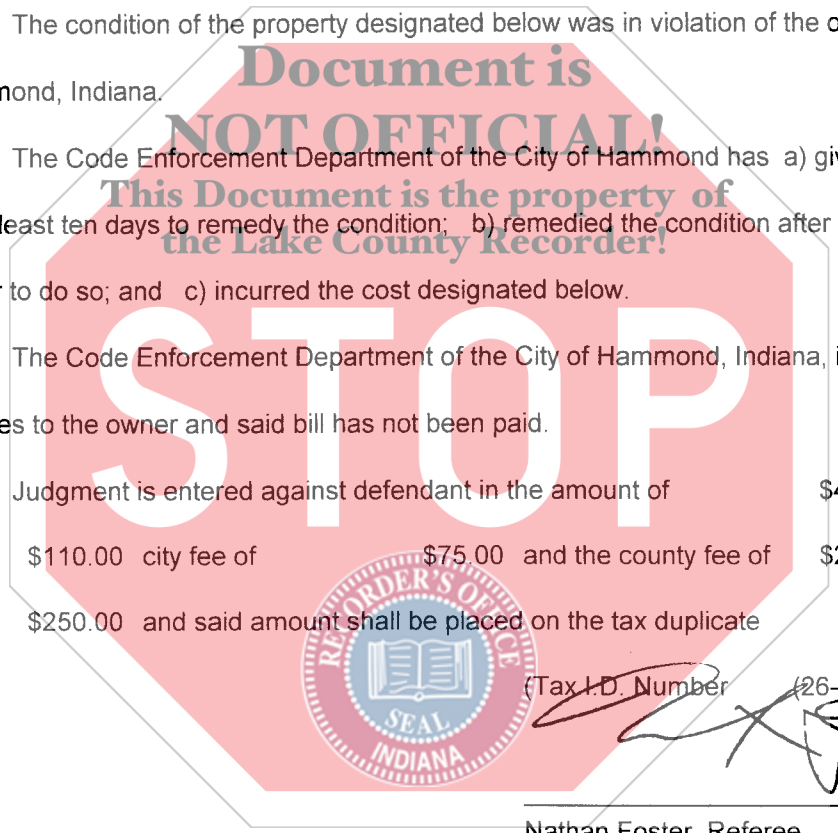 The condition of the property designated below was in violation of the o
Document is
mond, Indiana.
NOT OFFICIAL!
The Code Enforcement Department of the City of Hammond has a) giv
This Document is the property of
least ten days to remedy the condition; b) remedied the condition after
the Lake County Recorder!
r to do so; and c) incurred the cost designated below.
The Code Enforcement Department of the City of Hammond, Indiana, i
es to the owner and said bill has not been paid.
STOP
Judgment is entered against defendant in the amount of $4
$110.00 city fee of $75.00 and the county fee of $2
$250.00 and said amount shall be placed on the tax duplicate
RECORDER'S OFFICE
(Tax I.D. Number (26-
SEAL
INDIANA
Nathan Foster, Referee